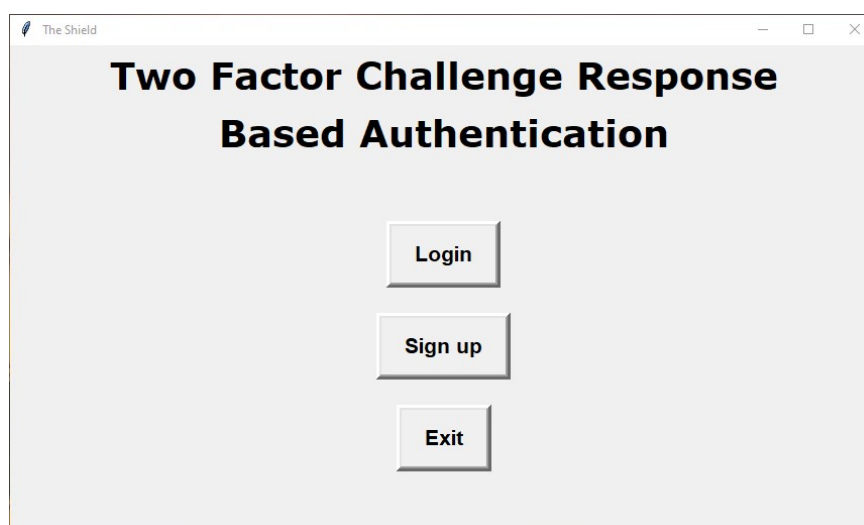 The Shield
Two Factor Challenge Response
Based Authentication
Login
Sign up
Exit